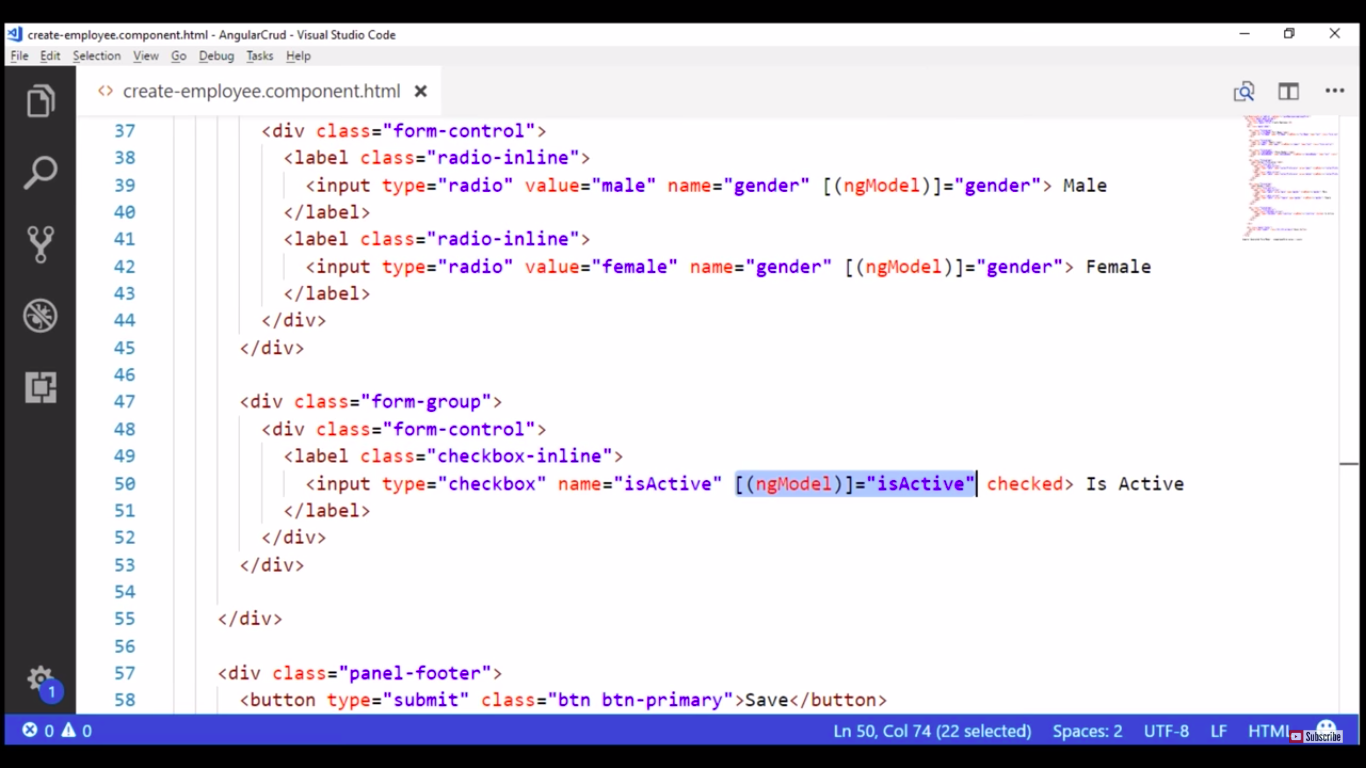 create-employee.component.html - AngularCrud - Visual Studio Code
File Edit Selection View Go Debug Tasks Help
<> create-employee.component.html
37 <div class="form-control">
38 <label class="radio-inline">
39 <input type="radio" value="male" name="gender" [(ngModel)]="gender"> Male
40 </label>
41 <label class="radio-inline">
42 <input type="radio" value="female" name="gender" [(ngModel)]="gender"> Female
43 </label>
44 </div>
45 </div>
46
47 <div class="form-group">
48 <div class="form-control">
49 <label class="checkbox-inline">
50 <input type="checkbox" name="isActive" [(ngModel)]="isActive" checked> Is Active
51 </label>
52 </div>
53 </div>
54
55 </div>
56
57 <div class="panel-footer">
58 <button type="submit" class="btn btn-primary">Save</button>
1
0 0 Ln 50, Col 74 (22 selected) Spaces: 2 UTF-8 LF HTML
Subscribe